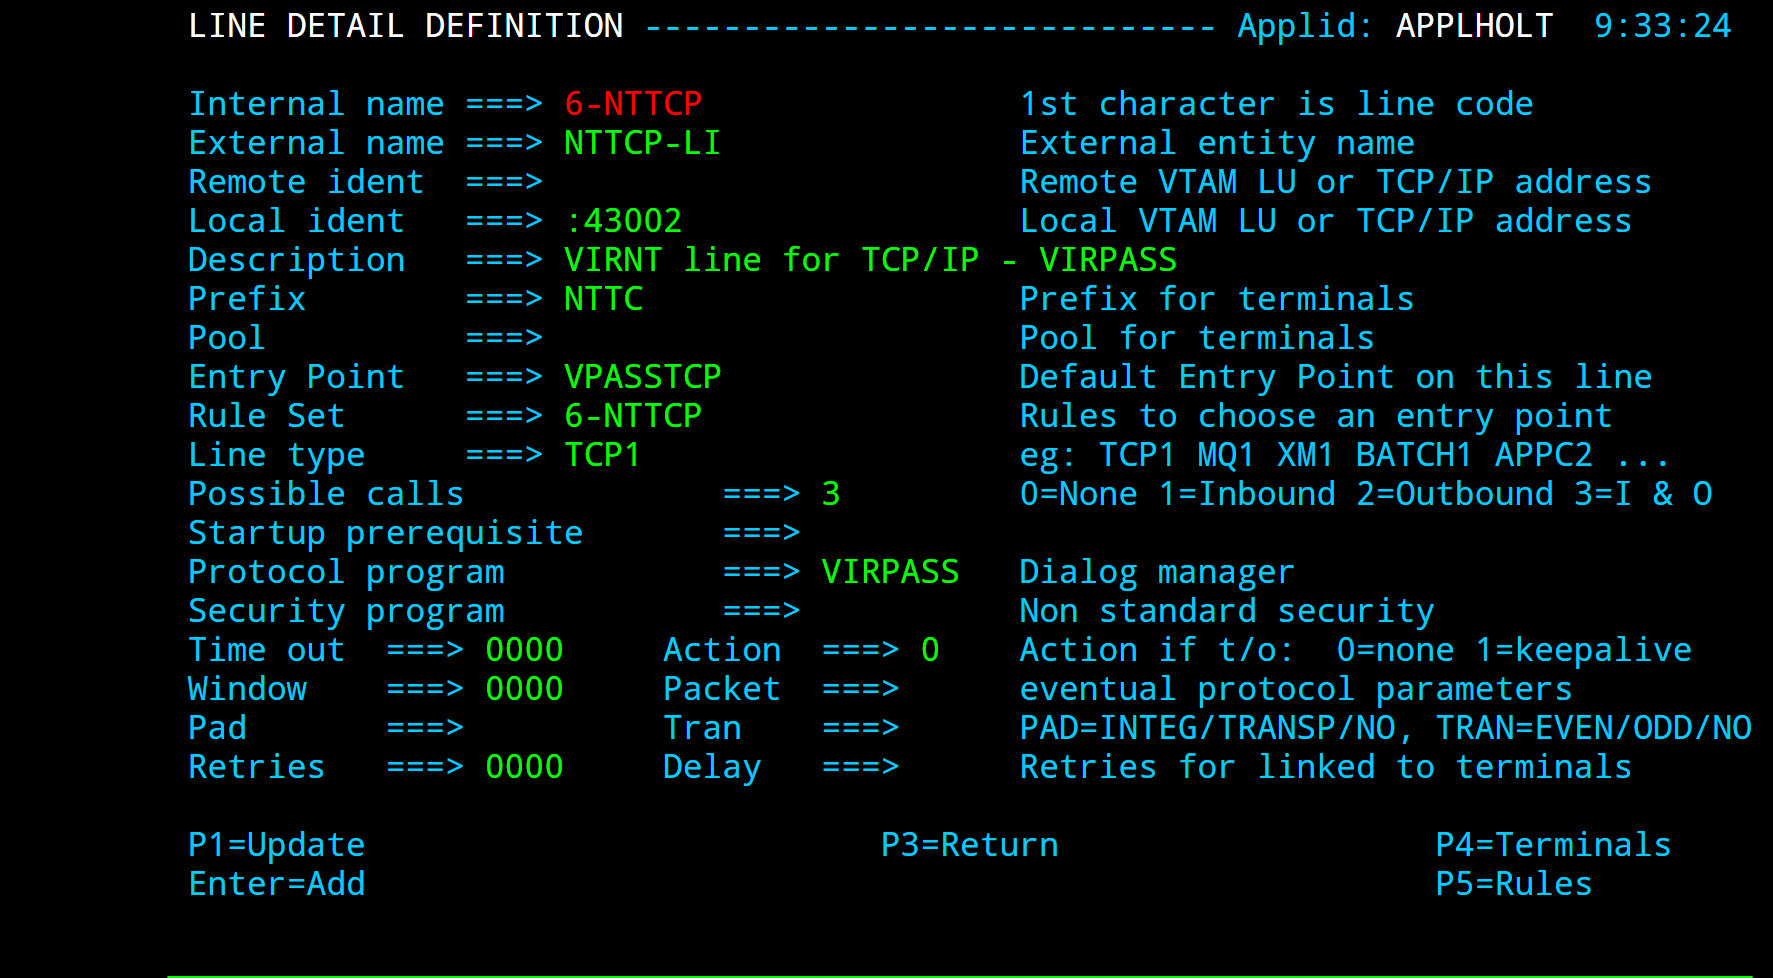 LINE DETAIL DEFINITION ----------------------------- Applid: APPLHOLT  9:33:24
Internal name ===> 6-NTTCP                1st character is line code
External name ===> NTTCP-LI               External entity name
Remote ident  ===>                        Remote VTAM LU or TCP/IP address
Local ident   ===> :43002                 Local VTAM LU or TCP/IP address
Description   ===> VIRNT line for TCP/IP - VIRPASS
Prefix        ===> NTTC                   Prefix for terminals
Pool          ===>                        Pool for terminals
Entry Point   ===> VPASSTCP               Default Entry Point on this line
Rule Set      ===> 6-NTTCP                Rules to choose an entry point
Line type     ===> TCP1                   eg: TCP1 MQ1 XM1 BATCH1 APPC2 ...
Possible calls             ===> 3         0=None 1=Inbound 2=Outbound 3=I & O
Startup prerequisite       ===>
Protocol program           ===> VIRPASS   Dialog manager
Security program           ===>           Non standard security
Time out  ===> 0000     Action  ===> 0    Action if t/o:  0=none 1=keepalive
Window    ===> 0000     Packet  ===>      eventual protocol parameters
Pad       ===>          Tran    ===>      PAD=INTEG/TRANSP/NO, TRAN=EVEN/ODD/NO
Retries   ===> 0000     Delay   ===>      Retries for linked to terminals
P1=Update                          P3=Return                   P4=Terminals
Enter=Add                                                      P5=Rules